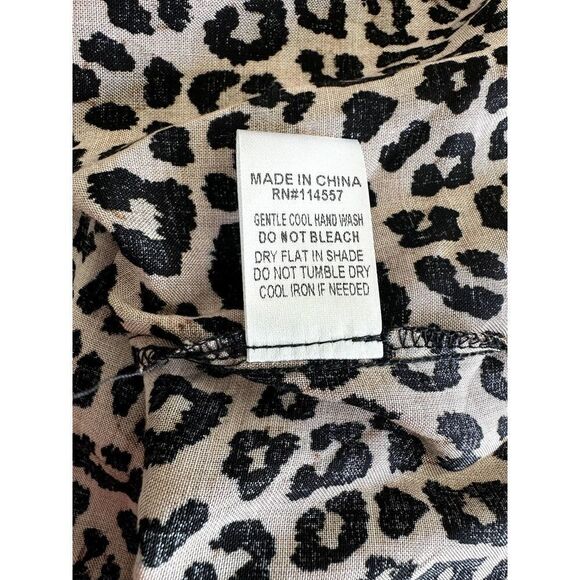 MADE IN CHINA
RN#114557
GENTLE COOL HAND WASH
DO NOT BLEACH
DRY FLAT IN SHADE
DO NOT TUMBLE DRY
COOL IRON IF NEEDED